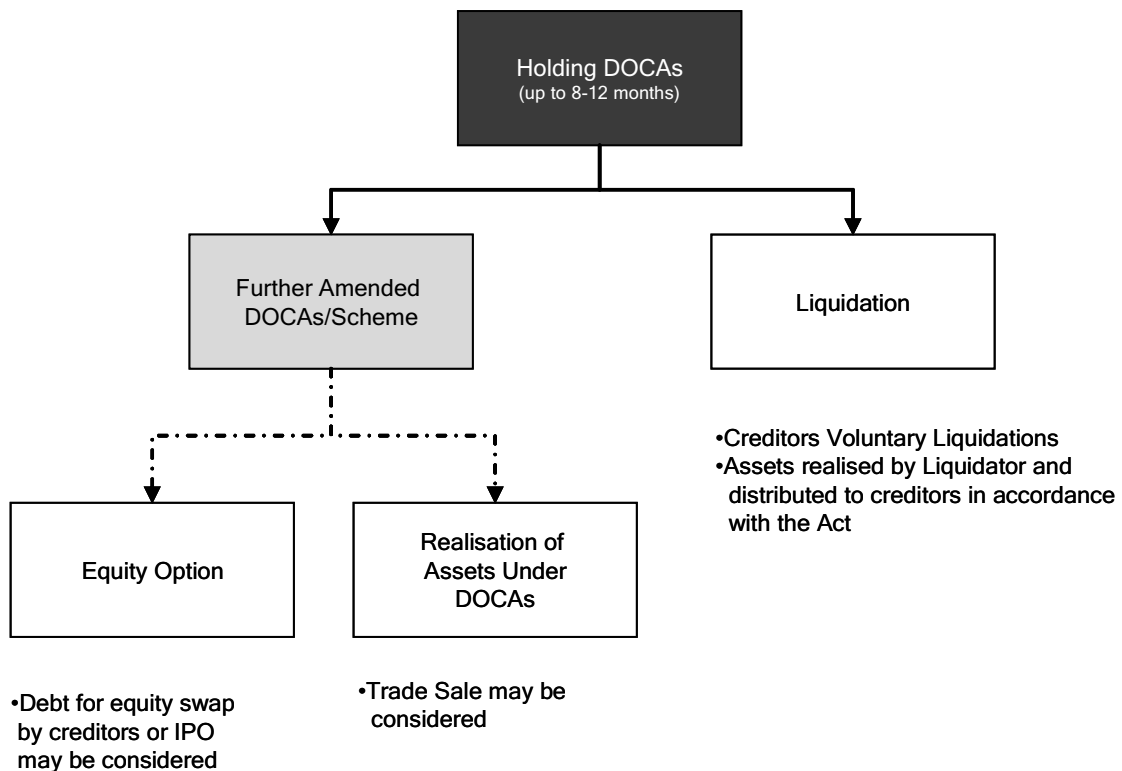 Holding DOCAs
(up to 8-12 months)
Further Amended
DOCAs/Scheme
Liquidation
•Creditors Voluntary Liquidations
•Assets realised by Liquidator and
distributed to creditors in accordance
with the Act
Equity Option
Realisation of
Assets Under
DOCAs
•Debt for equity swap
by creditors or IPO
may be considered
•Trade Sale may be
considered